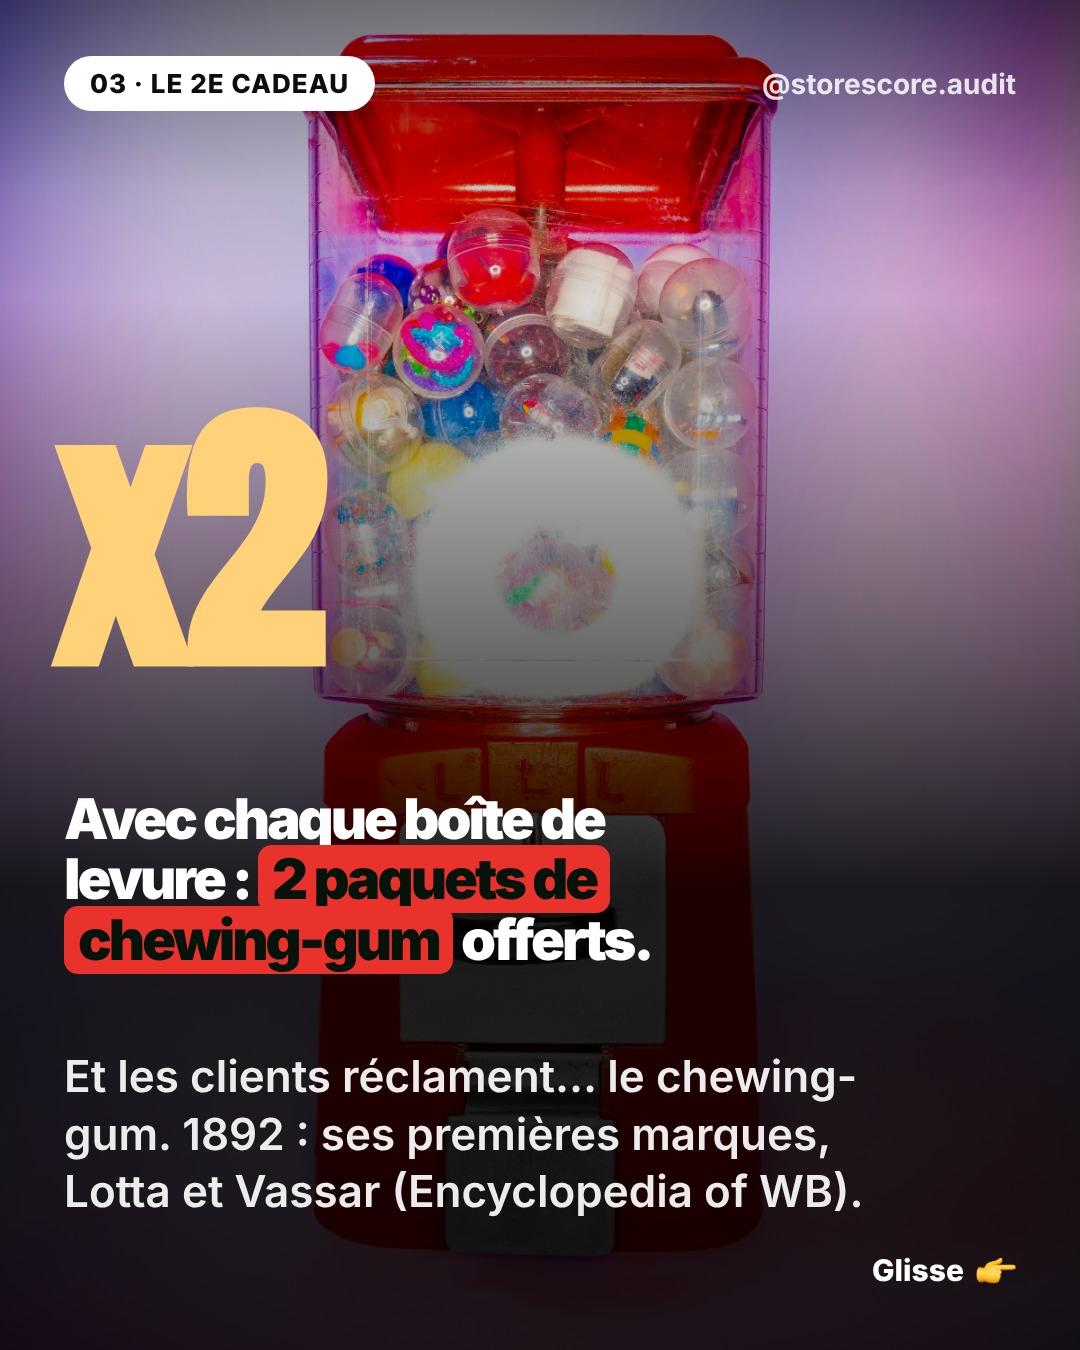 03 · LE 2E CADEAU
@storescore.audit
x2
Avec chaque boîte de
levure : 2 paquets de
chewing-gum offerts.
Et les clients réclament... le chewing-
gum. 1892 : ses premières marques,
Lotta et Vassar (Encyclopedia of WB).
Glisse 👉